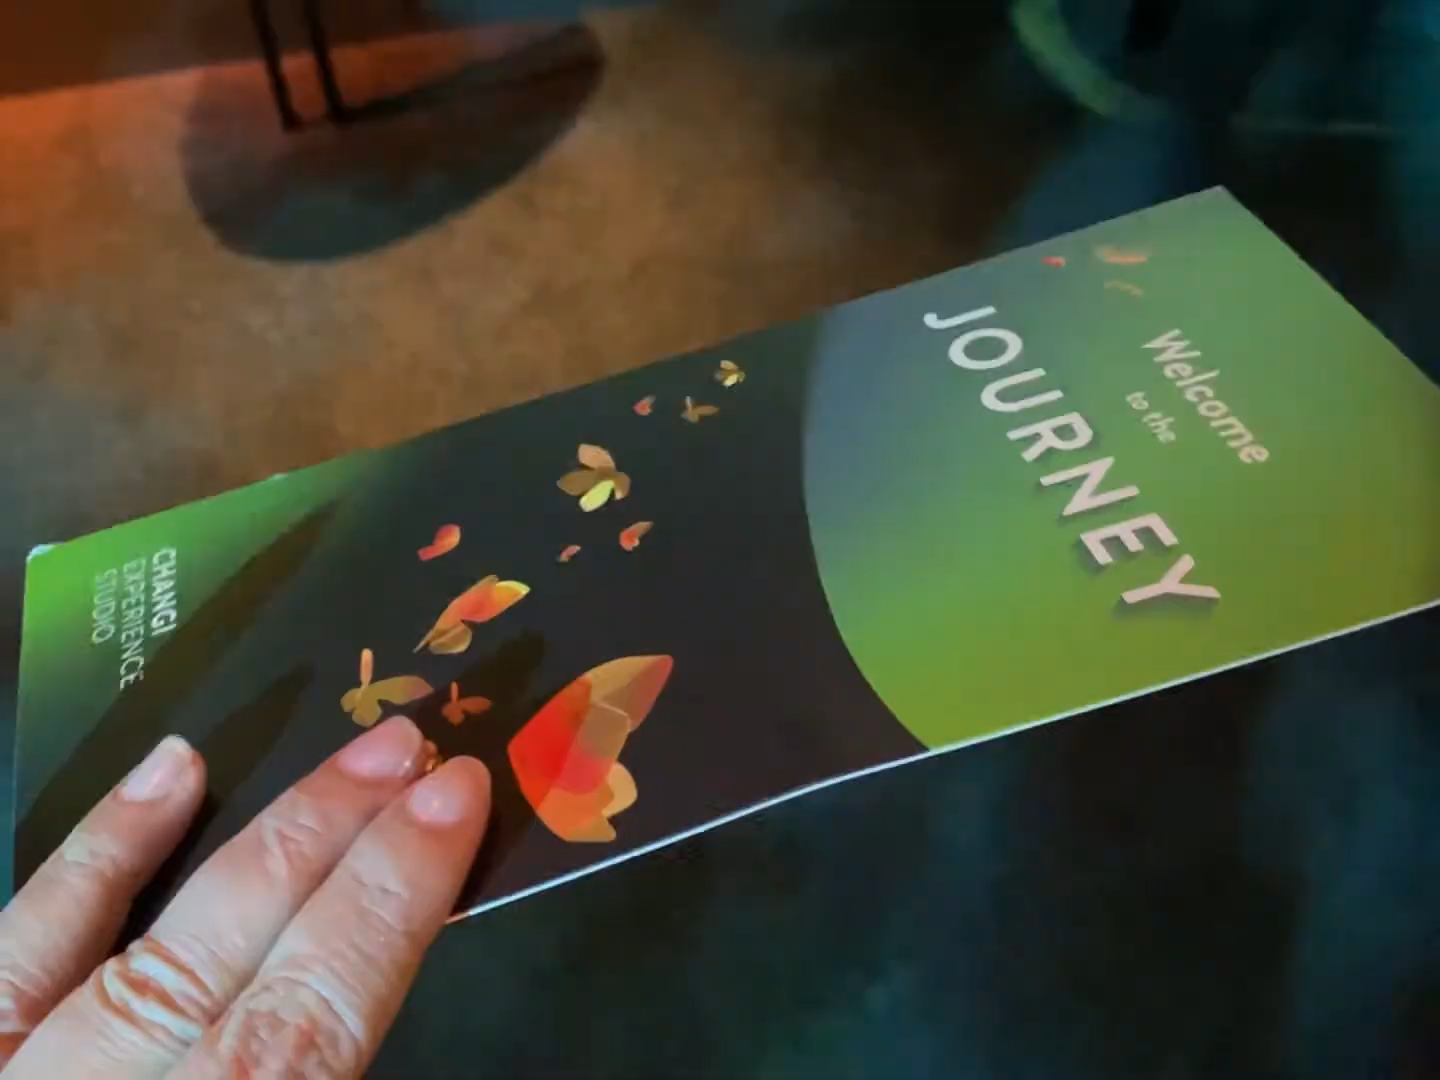 Welcome
to the
JOURNEY
CHANGI
EXPERIENCE
STUDIO